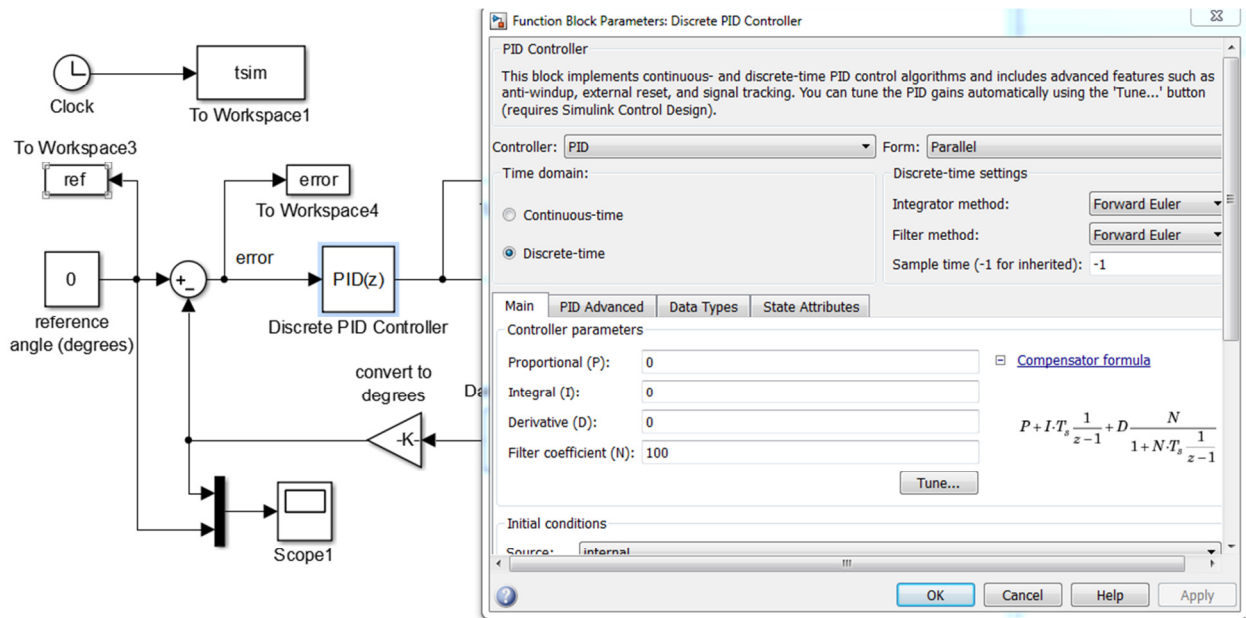 tsim
Clock
To Workspace1
To Workspace3
ref
error
To Workspace4
error
0
+
-
PID(z)
reference
angle (degrees)
Discrete PID Controller
convert to
degrees
-K-
Scope1
Function Block Parameters: Discrete PID Controller
PID Controller
This block implements continuous- and discrete-time PID control algorithms and includes advanced features such as
anti-windup, external reset, and signal tracking. You can tune the PID gains automatically using the 'Tune...' button
(requires Simulink Control Design).
Controller: PID Form: Parallel
Time domain:
Continuous-time
Discrete-time
Discrete-time settings
Integrator method: Forward Euler
Filter method: Forward Euler
Sample time (-1 for inherited): -1
Main PID Advanced Data Types State Attributes
Controller parameters
Proportional (P): 0
Integral (I): 0
Derivative (D): 0
Filter coefficient (N): 100
Compensator formula
P+I·Ts 1/(z−1) + D N/(1+N·Ts 1/(z−1))
Tune...
Initial conditions
Source: internal
OK Cancel Help Apply